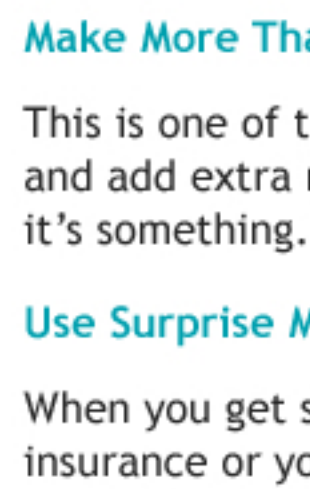 Make More Tha
This is one of t
and add extra
it’s something.
Use Surprise M
When you get s
insurance or yo